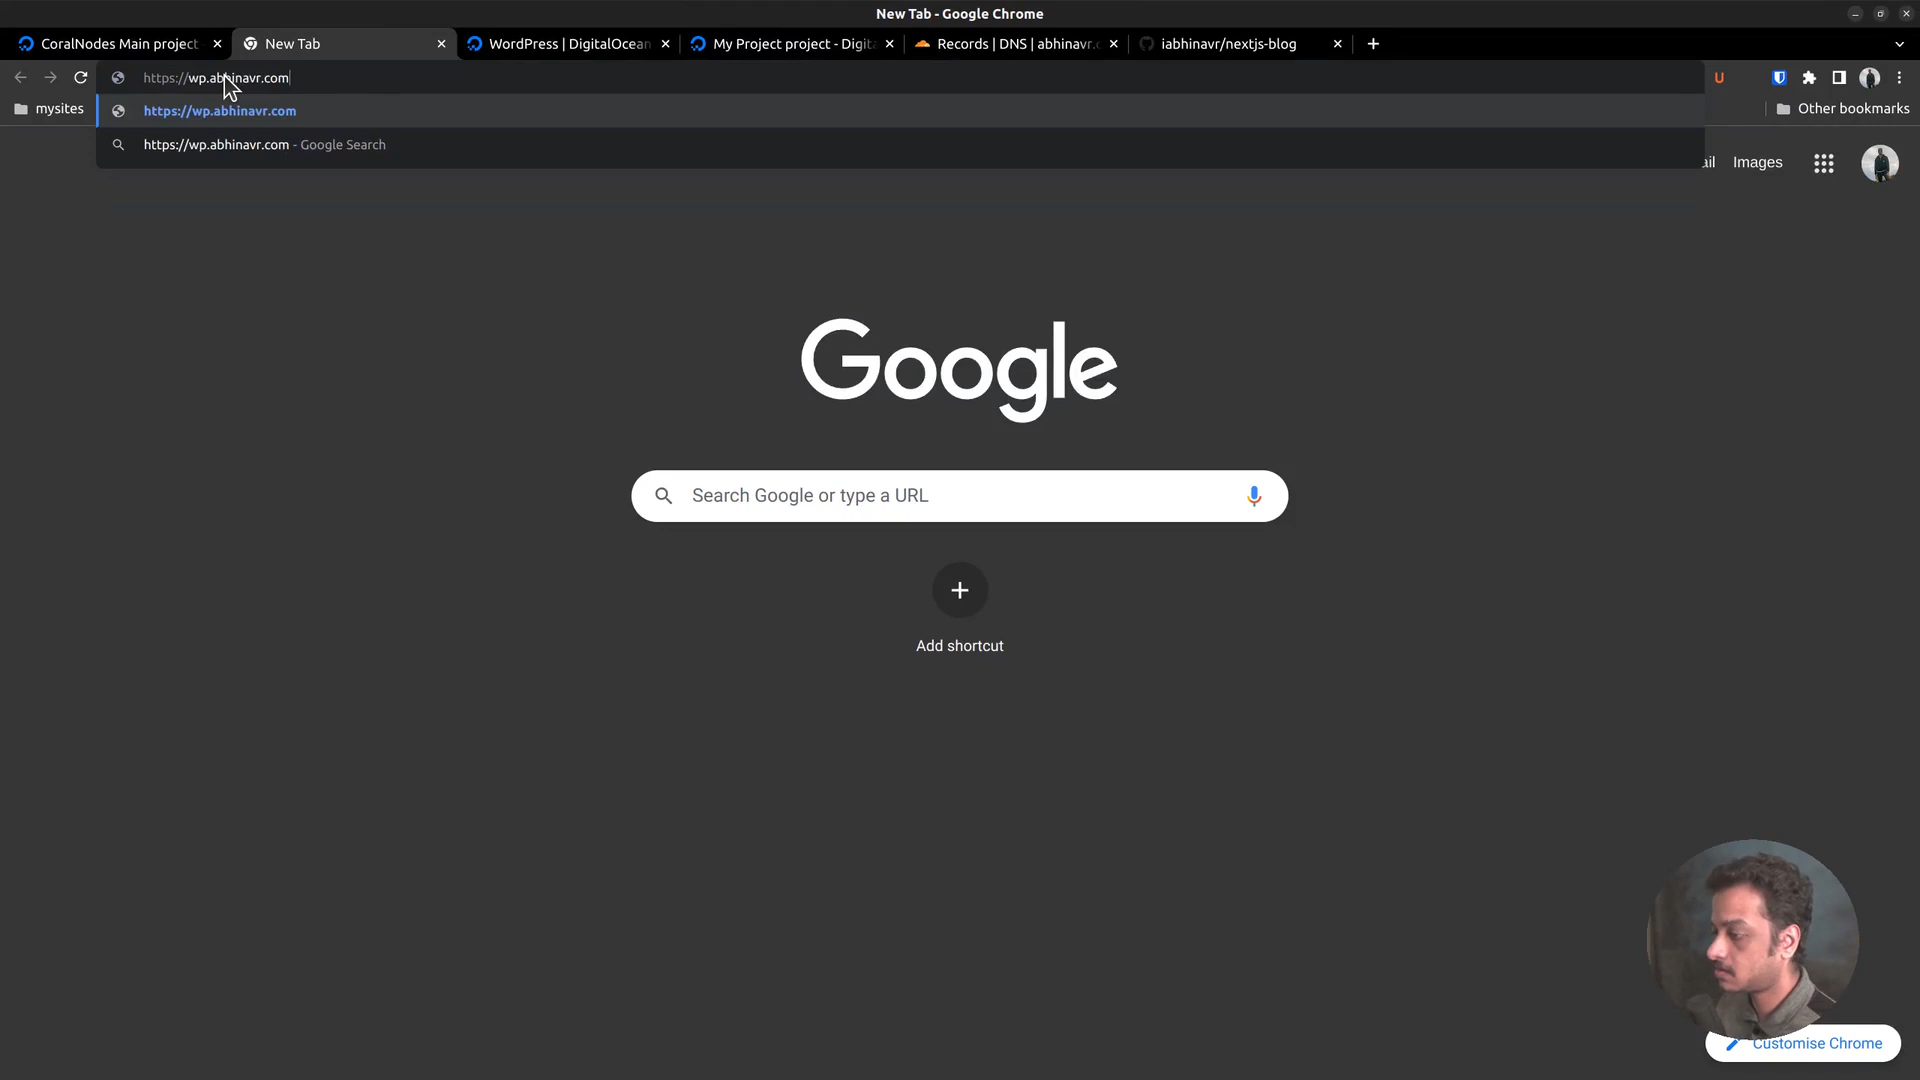 New Tab - Google Chrome
CoralNodes Main project
New Tab
WordPress | DigitalOcean
My Project project - Digita
Records | DNS | abhinavr.c
iabhinavr/nextjs-blog
https://wp.abhinavr.com
U
mysites
https://wp.abhinavr.com
Other bookmarks
https://wp.abhinavr.com - Google Search
ail
Images
Google
Search Google or type a URL
Add shortcut
Customise Chrome